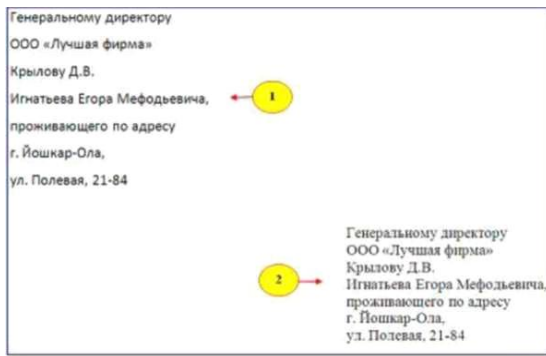 Генеральному директору
ООО «Лучшая фирма»
Крылову Д.В.
Игнатьева Егора Мефодьевича,
1
проживающего по адресу
г. Йошкар-Ола,
ул. Полевая, 21-84
Генеральному директору
ООО «Лучшая фирма»
Крылову Д.В.
2
Игнатьева Егора Мефодьевича,
проживающего по адресу
г. Йошкар-Ола,
ул. Полевая, 21-84